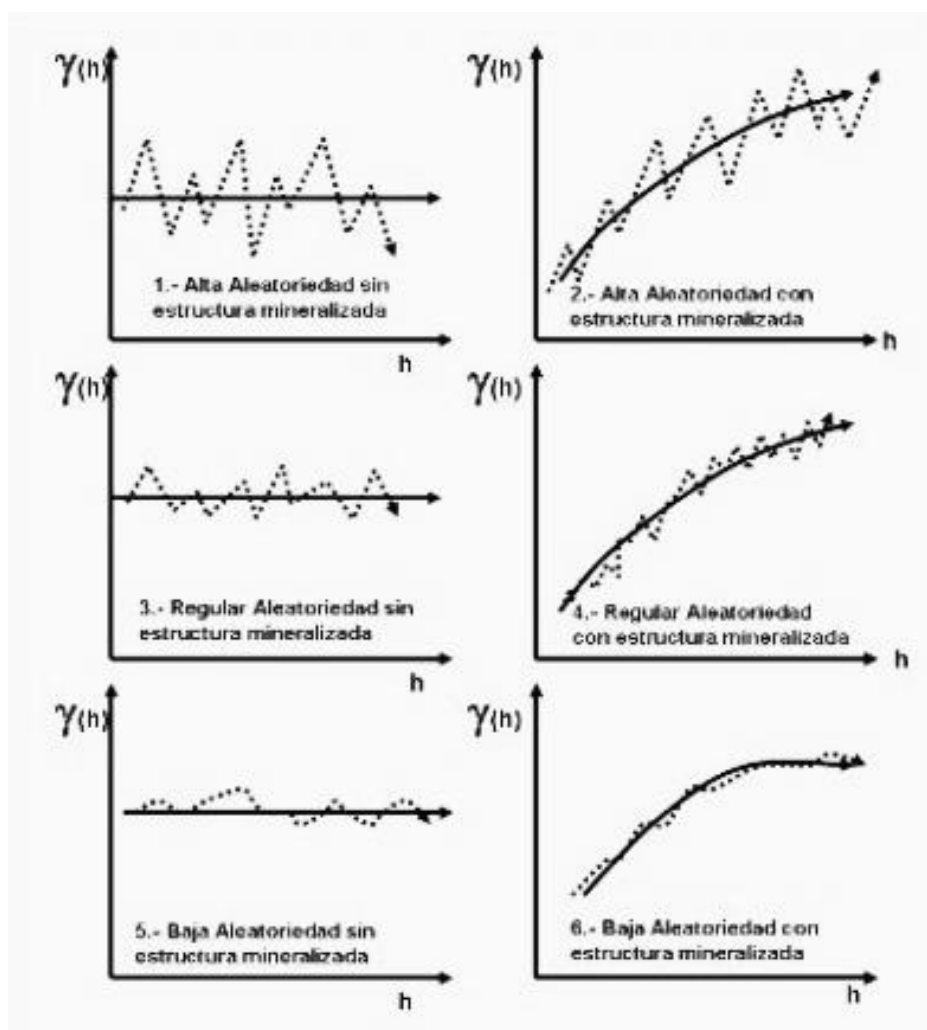 γ(h)
1.- Alta Aleatoriedad sin
estructura mineralizada
h
γ(h)
2.- Alta Aleatoriedad con
estructura mineralizada
h
γ(h)
3.- Regular Aleatoriedad sin
estructura mineralizada
h
γ(h)
4.- Regular Aleatoriedad
con estructura mineralizada
h
γ(h)
5.- Baja Aleatoriedad sin
estructura mineralizada
h
γ(h)
6.- Baja Aleatoriedad con
estructura mineralizada
h